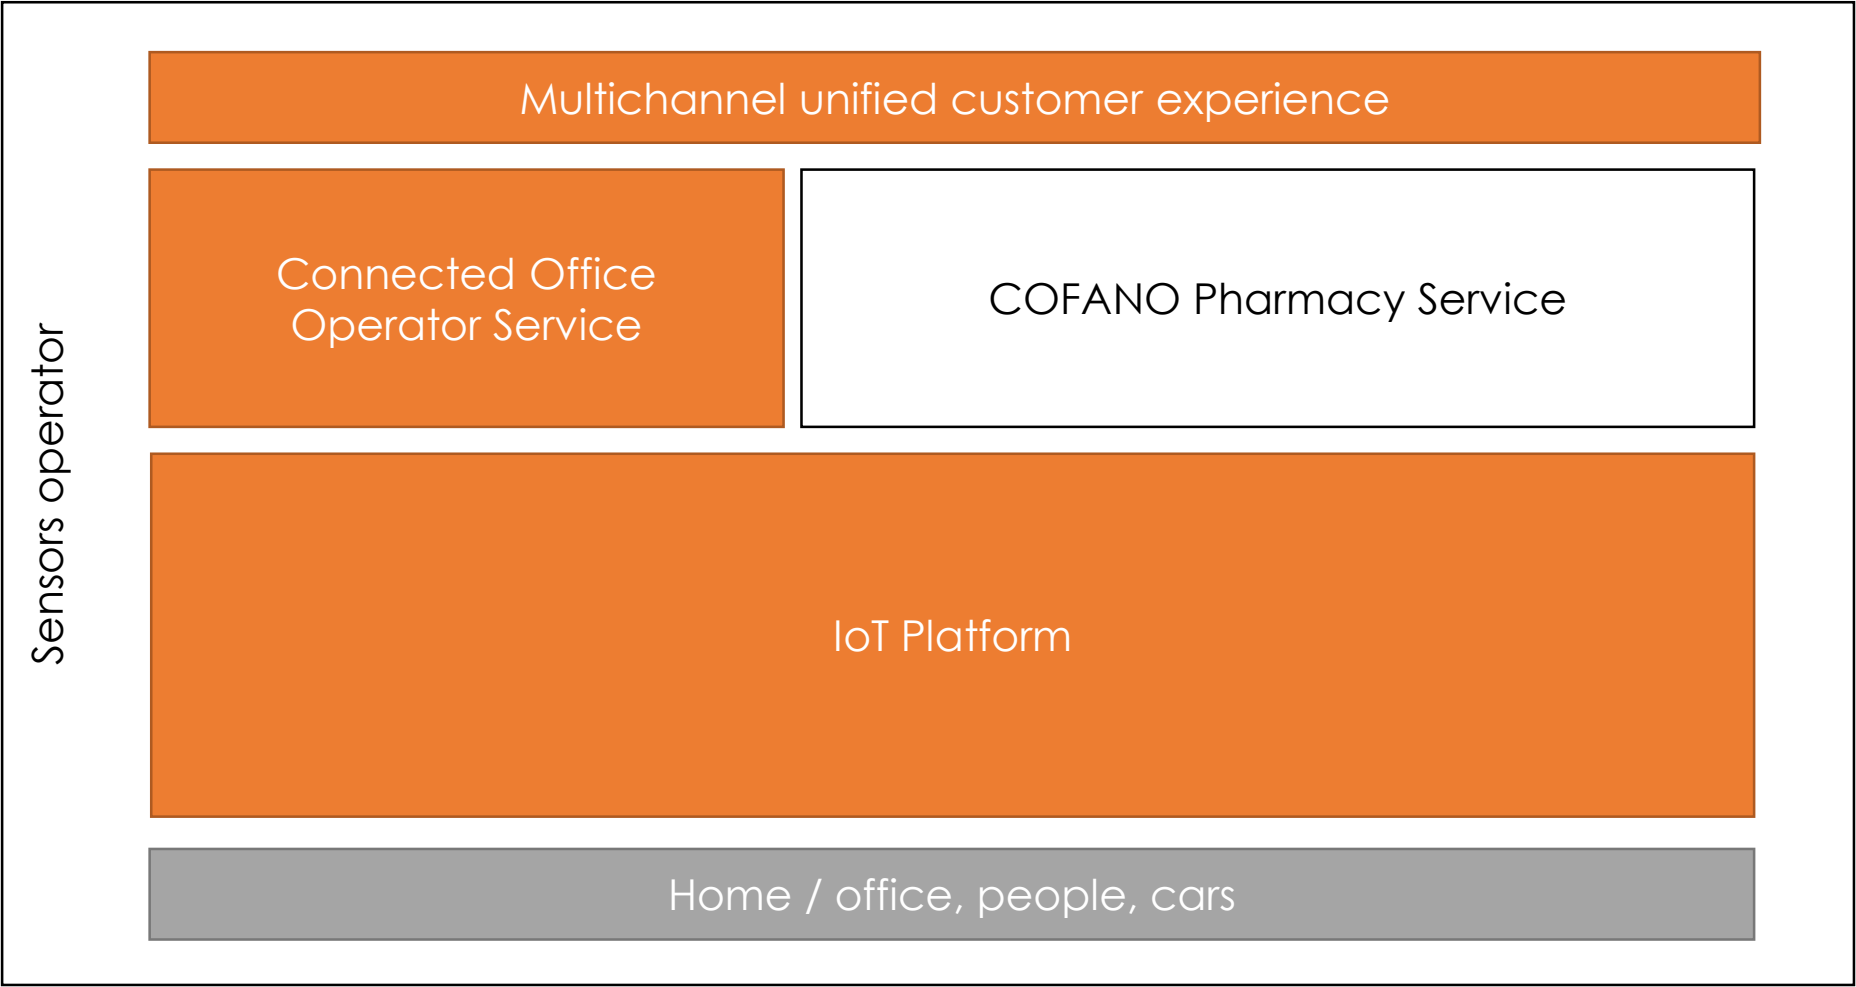 Multichannel unified customer experience
Connected Office
Operator Service
COFANO Pharmacy Service
Sensors operator
IoT Platform
Home / office, people, cars